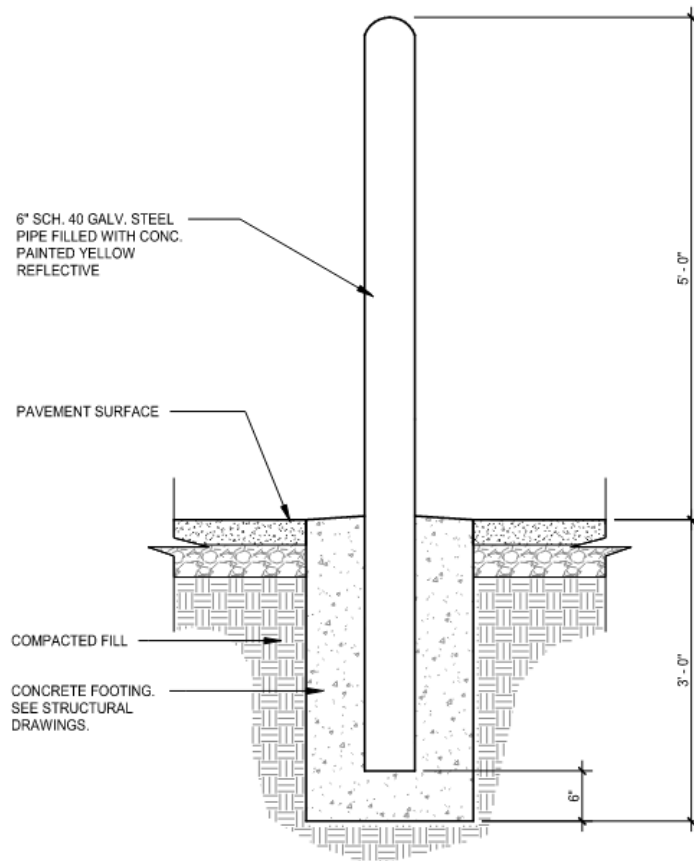 6" SCH. 40 GALV. STEEL
PIPE FILLED WITH CONC.
PAINTED YELLOW
REFLECTIVE
5' - 0"
PAVEMENT SURFACE
COMPACTED FILL
CONCRETE FOOTING.
SEE STRUCTURAL
DRAWINGS.
3' - 0"
6"